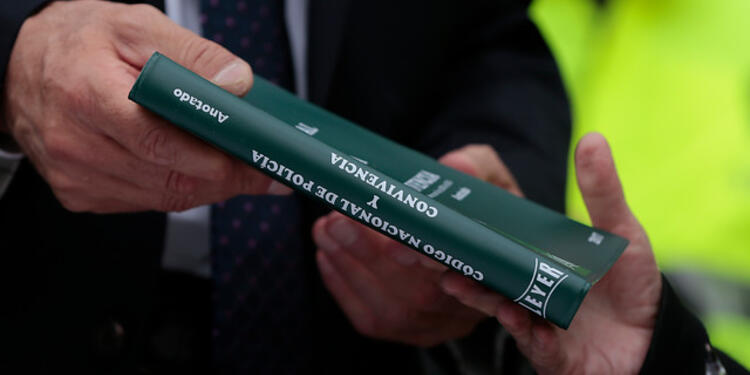 LEYER
CÓDIGO NACIONAL DE POLICÍA
Y
CONVIVENCIA
Anotado